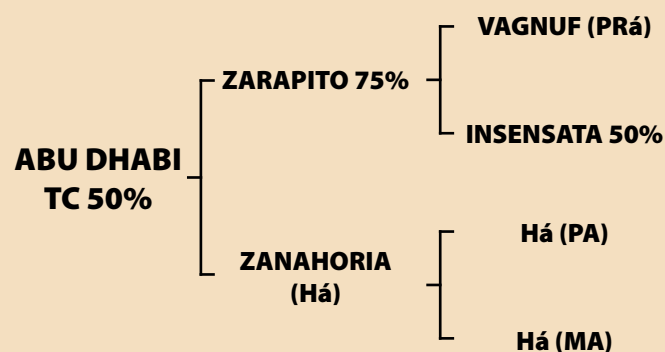 VAGNUF (PRá)
ZARAPITO 75%
INSENSATA 50%
ABU DHABI
TC 50%
Há (PA)
ZANAHORIA
(Há)
Há (MA)